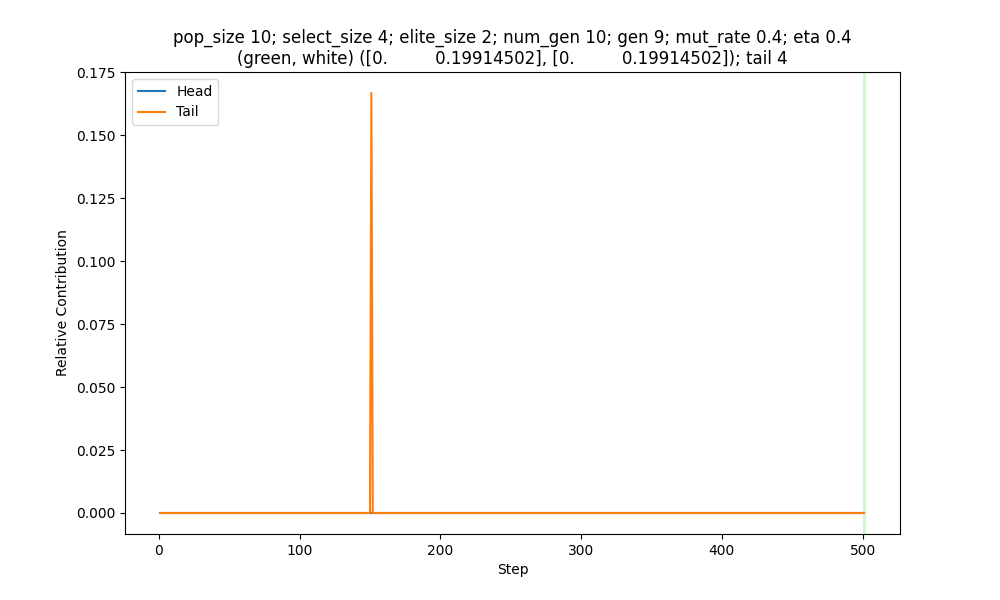 pop_size 10; select_size 4; elite_size 2; num_gen 10; gen 9; mut_rate 0.4; eta 0.4
(green, white) ([0. 0.19914502], [0. 0.19914502]); tail 4
Head
Tail
0.175
0.150
0.125
0.100
0.075
0.050
0.025
0.000
Relative Contribution
0 100 200 300 400 500
Step